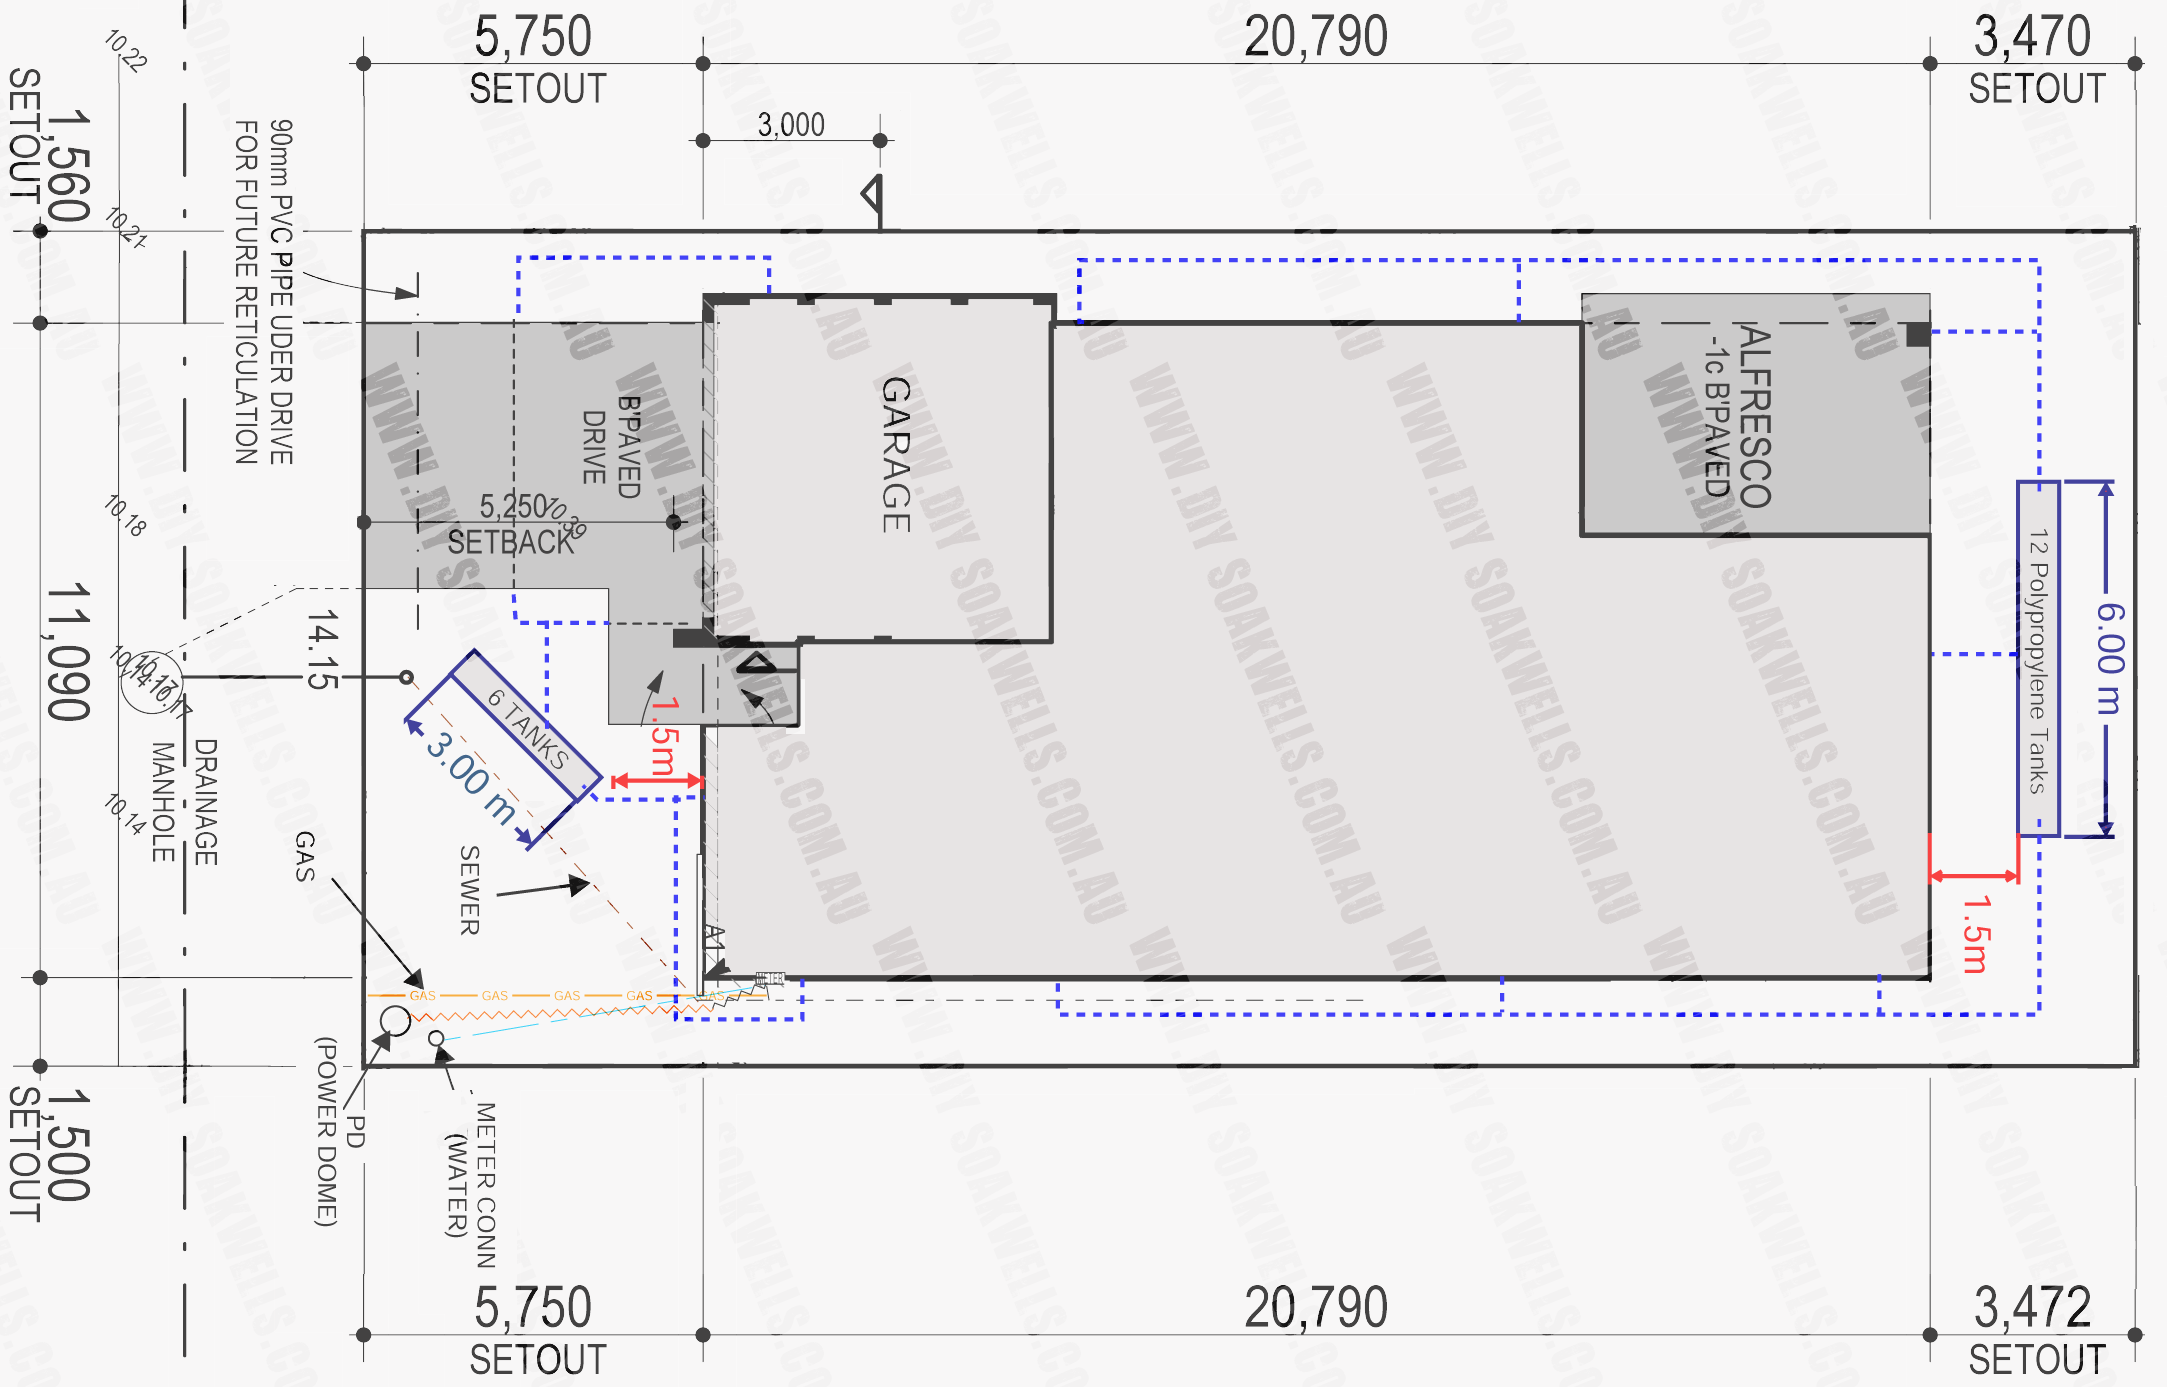 5,750
SETOUT
20,790
3,470
SETOUT
3,000
10.22
1,560
SETOUT
10.21
90mm PVC PIPE UDER DRIVE
FOR FUTURE RETICULATION
B'PAVED
DRIVE
GARAGE
ALFRESCO
-1c B'PAVED
5,250
SETBACK
10.39
10.18
12 Polypropylene Tanks
6.00 m
11,090
14.15
10.17
6 TANKS
3.00 m
1.5m
DRAINAGE
MANHOLE
10.14
GAS
SEWER
A1
1.5m
GAS GAS GAS GAS GAS
PD
(POWER DOME)
METER CONN
(WATER)
1,500
SETOUT
5,750
SETOUT
20,790
3,472
SETOUT
WWW.DIY SOAKWELLS.COM.AU